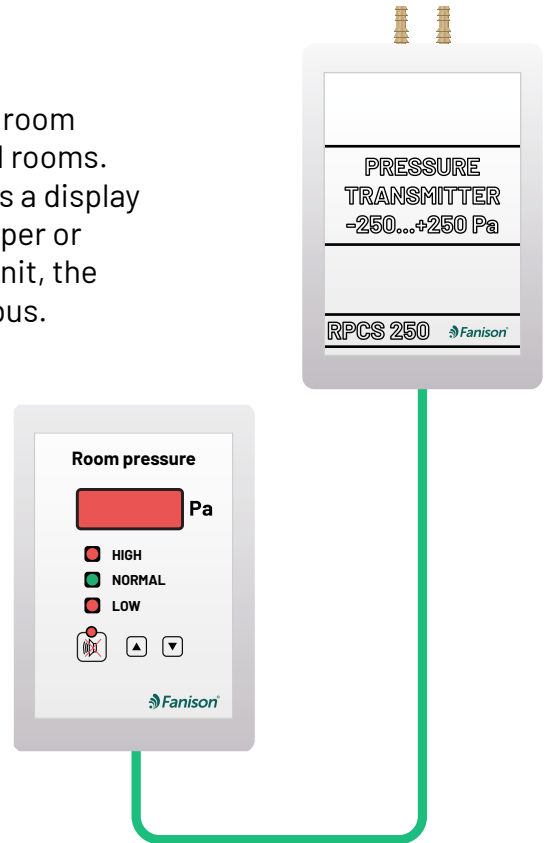 room
rooms.
s a display
per or
nit, the
ous.
PRESSURE
TRANSMITTER
-250...+250 Pa
RPCS 250 Fanison
Room pressure
Pa
HIGH
NORMAL
LOW
Fanison